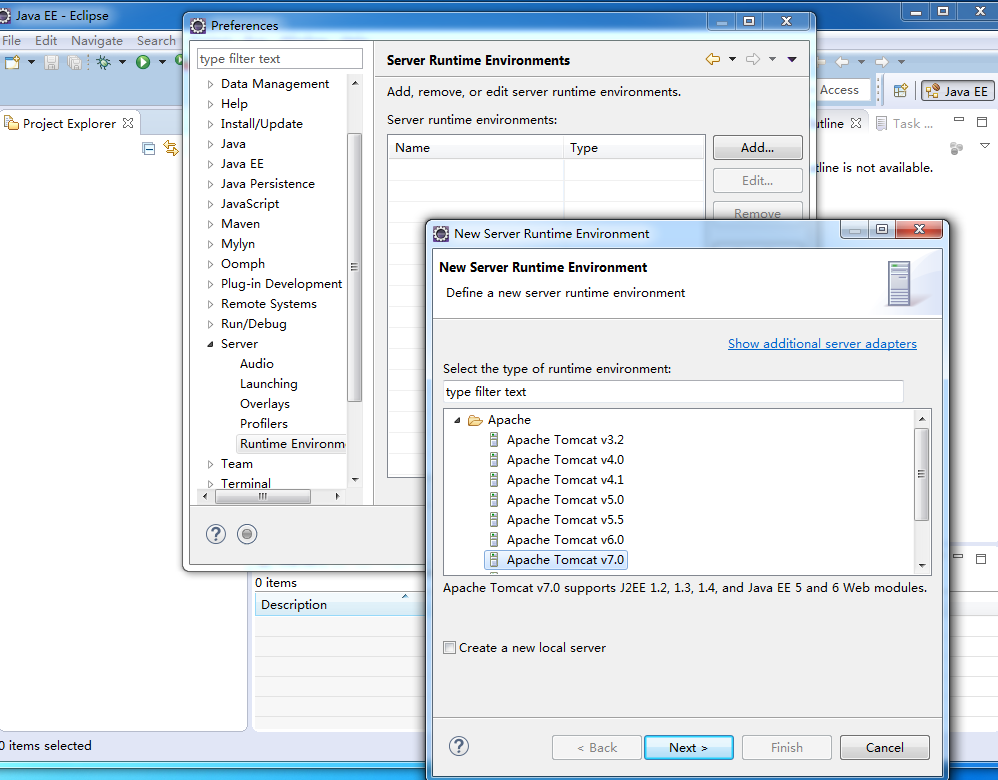 Java EE - Eclipse
File Edit Navigate Search
Access
Java EE
Project Explorer
utline
Task ...
tline is not available.
Preferences
type filter text
Data Management
Help
Install/Update
Java
Java EE
Java Persistence
JavaScript
Maven
Mylyn
Oomph
Plug-in Development
Remote Systems
Run/Debug
Server
Audio
Launching
Overlays
Profilers
Runtime Environm
Team
Terminal
Server Runtime Environments
Add, remove, or edit server runtime environments.
Server runtime environments:
Name Type
Add...
Edit...
Remove
New Server Runtime Environment
New Server Runtime Environment
Define a new server runtime environment
Show additional server adapters
Select the type of runtime environment:
type filter text
Apache
Apache Tomcat v3.2
Apache Tomcat v4.0
Apache Tomcat v4.1
Apache Tomcat v5.0
Apache Tomcat v5.5
Apache Tomcat v6.0
Apache Tomcat v7.0
Apache Tomcat v7.0 supports J2EE 1.2, 1.3, 1.4, and Java EE 5 and 6 Web modules.
Create a new local server
< Back Next > Finish Cancel
0 items
Description
0 items selected